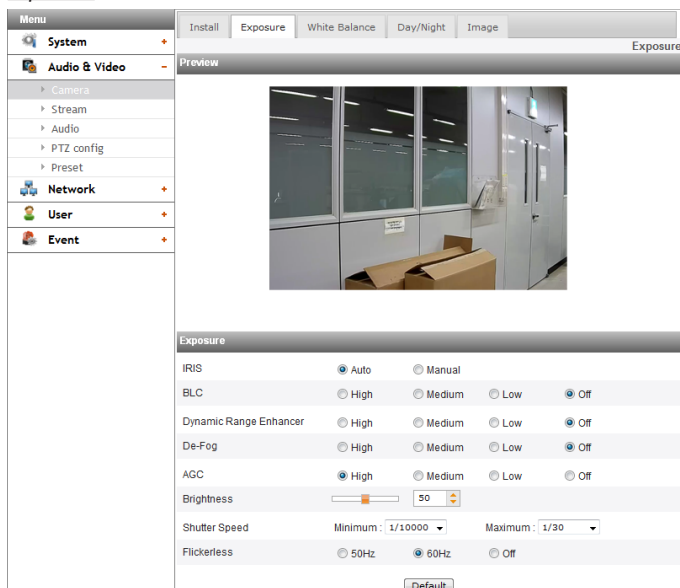 Menu
System +
Audio & Video -
Camera
Stream
Audio
PTZ config
Preset
Network +
User +
Event +
Install Exposure White Balance Day/Night Image
Exposure
Preview
Exposure
IRIS Auto Manual
BLC High Medium Low Off
Dynamic Range Enhancer High Medium Low Off
De-Fog High Medium Low Off
AGC High Medium Low Off
Brightness 50
Shutter Speed Minimum : 1/10000 Maximum : 1/30
Flickerless 50Hz 60Hz Off
Default